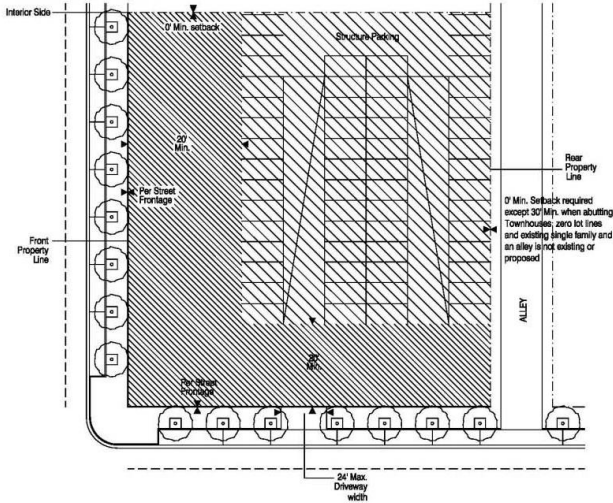 Interior Side
0' Min. setback
Structure Parking
20'
Min.
Rear
Property
Line
Per Street
Frontage
0' Min. Setback required
except 30' Min. when abutting
Townhouses, zero lot lines
and existing single family and
an alley is not existing or
proposed
Front
Property
Line
ALLEY
20'
Min.
Per Street
Frontage
24' Max.
Driveway
width